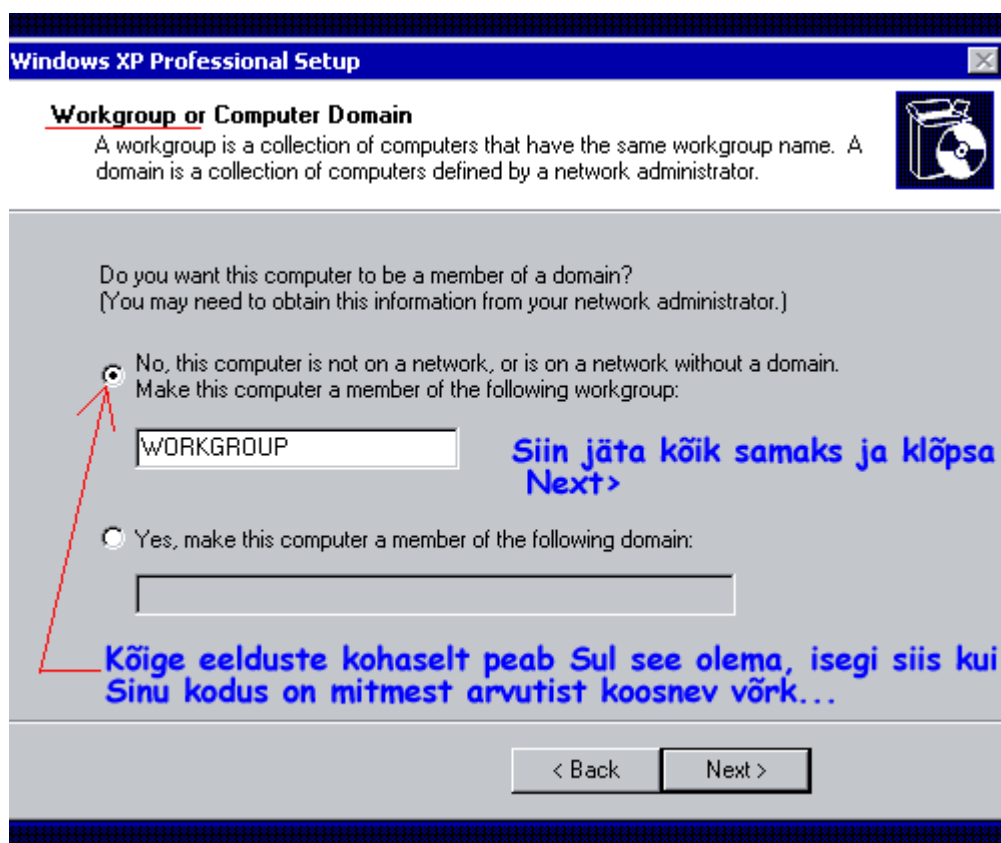 Windows XP Professional Setup
Workgroup or Computer Domain
A workgroup is a collection of computers that have the same workgroup name. A
domain is a collection of computers defined by a network administrator.
Do you want this computer to be a member of a domain?
(You may need to obtain this information from your network administrator.)
No, this computer is not on a network, or is on a network without a domain.
Make this computer a member of the following workgroup:
WORKGROUP
Siin jäta kõik samaks ja klõpsa
Next>
Yes, make this computer a member of the following domain:
Kõige eelduste kohaselt peab Sul see olema, isegi siis kui
Sinu kodus on mitmest arvutist koosnev võrk...
< Back
Next >